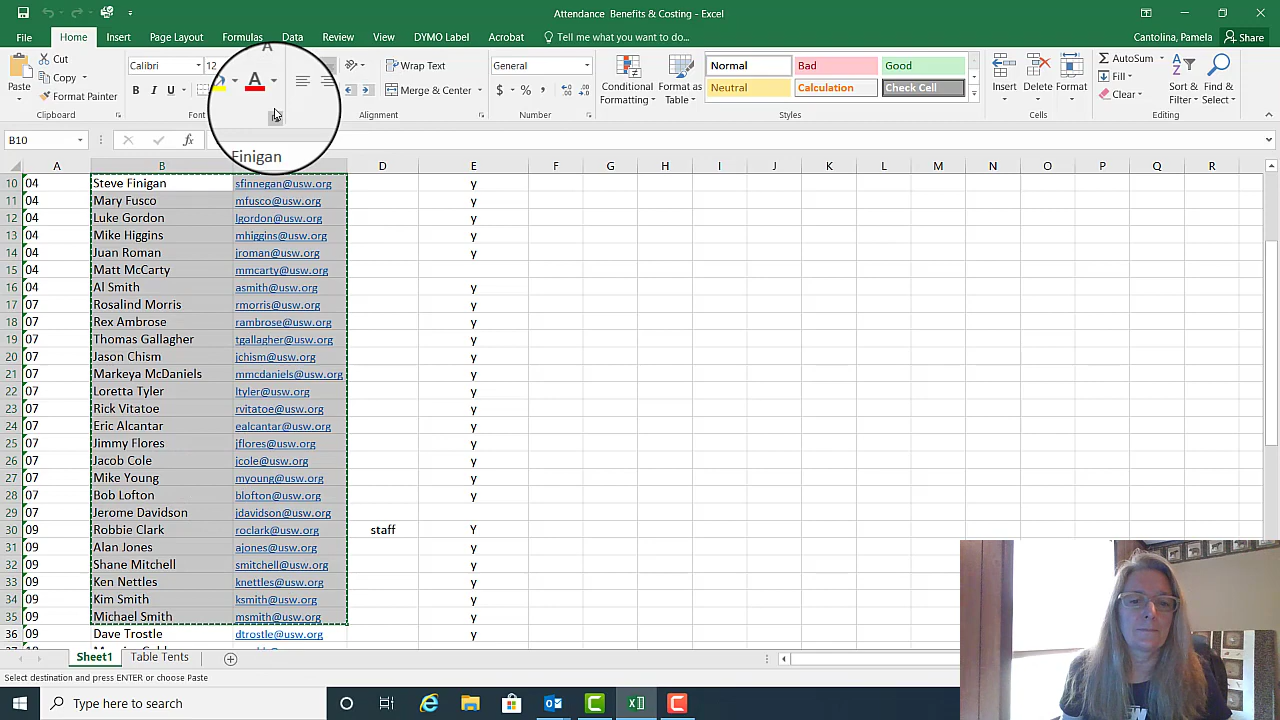 Attendance Benefits & Costing - Excel
Cantolina, Pamela
Share
File Home Insert Formulas Data Review View DYMO Label Acrobat Tell me what you want to do...
Paste
Cut
Copy
Format Painter
Clipboard
Calibri 12
B I U
A
Font
Finigan
Wrap Text
Merge & Center
Alignment
General
$ % ,
Number
Conditional Formatting
Format as Table
Normal Bad Good
Neutral Calculation Check Cell
Styles
Insert Delete Format
Cells
AutoSum
Fill
Clear
Sort & Filter
Find & Select
Editing
B10
fx
A B D E F G H I J K L M N O P Q R
10 04 Steve Finigan sfinnegan@usw.org y
11 04 Mary Fusco mfusco@usw.org y
12 04 Luke Gordon lgordon@usw.org y
13 04 Mike Higgins mhiggins@usw.org y
14 04 Juan Roman jroman@usw.org y
15 04 Matt McCarty mmcarty@usw.org
16 04 Al Smith asmith@usw.org y
17 07 Rosalind Morris rmorris@usw.org y
18 07 Rex Ambrose rambrose@usw.org y
19 07 Thomas Gallagher tgallagher@usw.org y
20 07 Jason Chism jchism@usw.org y
21 07 Markeya McDaniels mmcdaniels@usw.org y
22 07 Loretta Tyler ltyler@usw.org y
23 07 Rick Vitatoe rvitatoe@usw.org y
24 07 Eric Alcantar ealcantar@usw.org y
25 07 Jimmy Flores jflores@usw.org y
26 07 Jacob Cole jcole@usw.org y
27 07 Mike Young myoung@usw.org y
28 07 Bob Lofton blofton@usw.org y
29 07 Jerome Davidson jdavidson@usw.org
30 09 Robbie Clark roclark@usw.org staff Y
31 09 Alan Jones ajones@usw.org y
32 09 Shane Mitchell smitchell@usw.org y
33 09 Ken Nettles knettles@usw.org y
34 09 Kim Smith ksmith@usw.org y
35 09 Michael Smith msmith@usw.org y
36 09 Dave Trostle dtrostle@usw.org y
Sheet1 Table Tents
Select destination and press ENTER or choose Paste
Type here to search